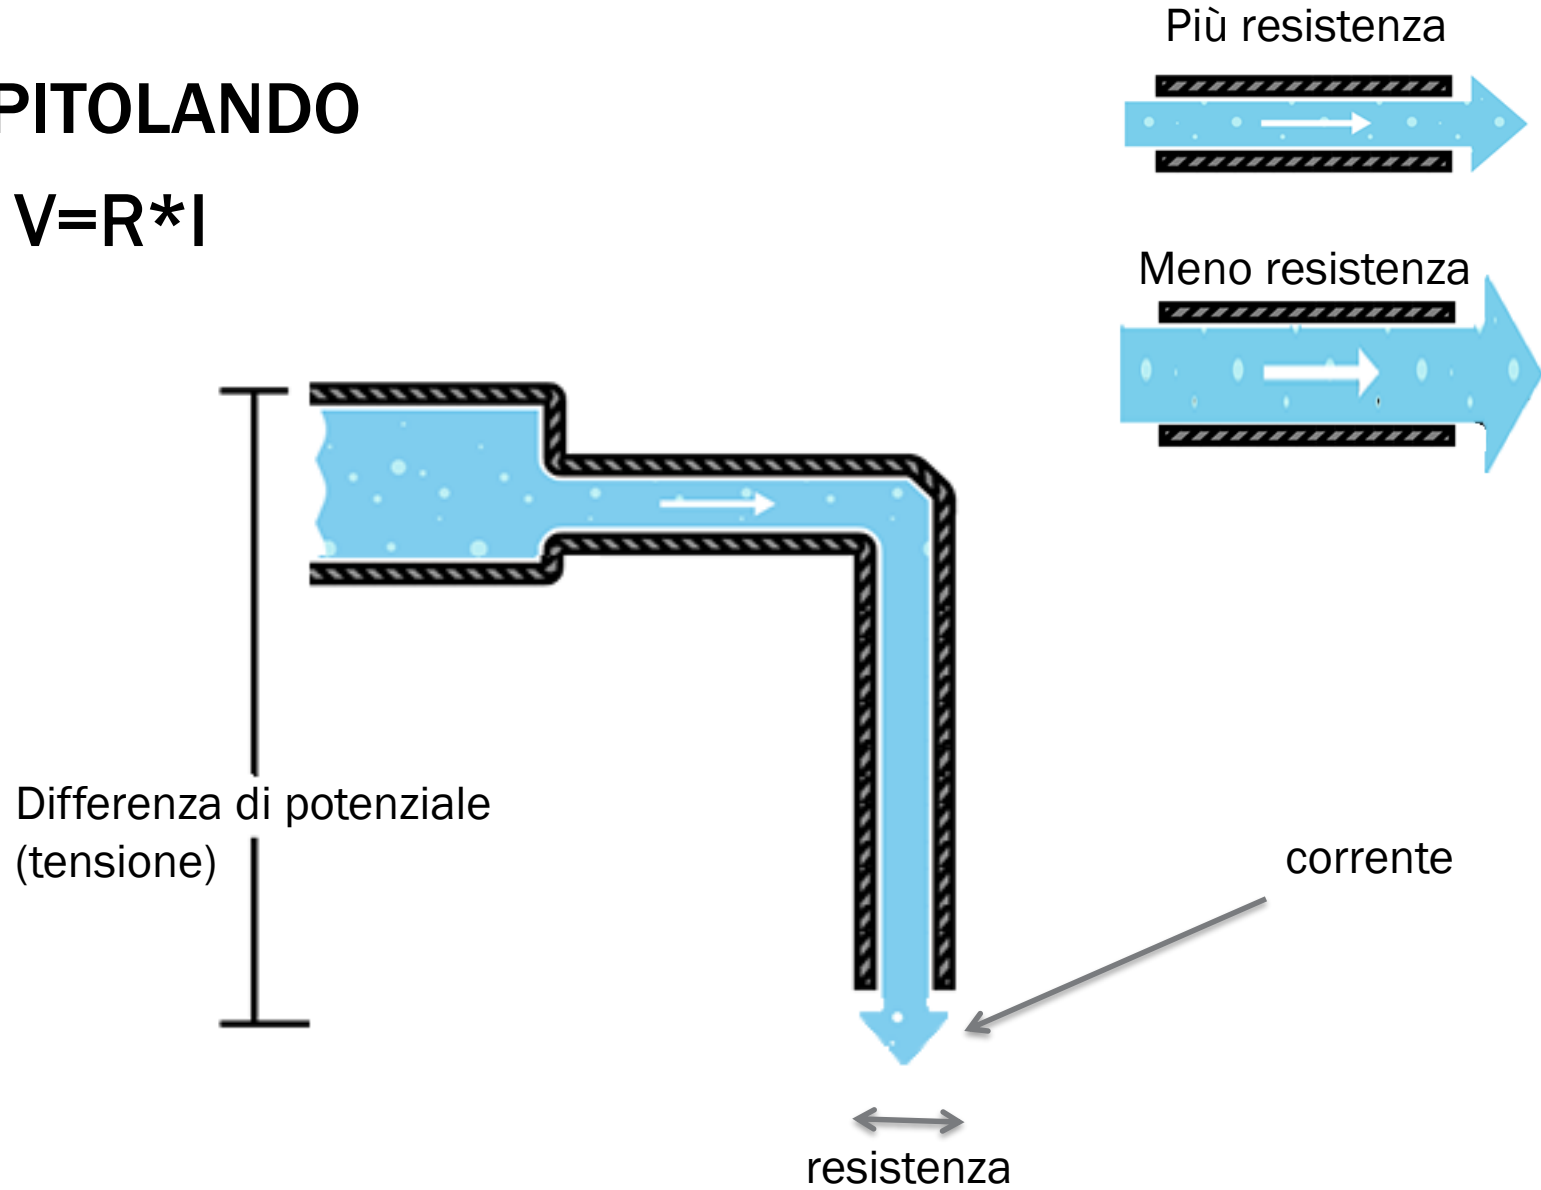 PITOLANDO
V=R*I
Più resistenza
Meno resistenza
Differenza di potenziale
(tensione)
corrente
resistenza